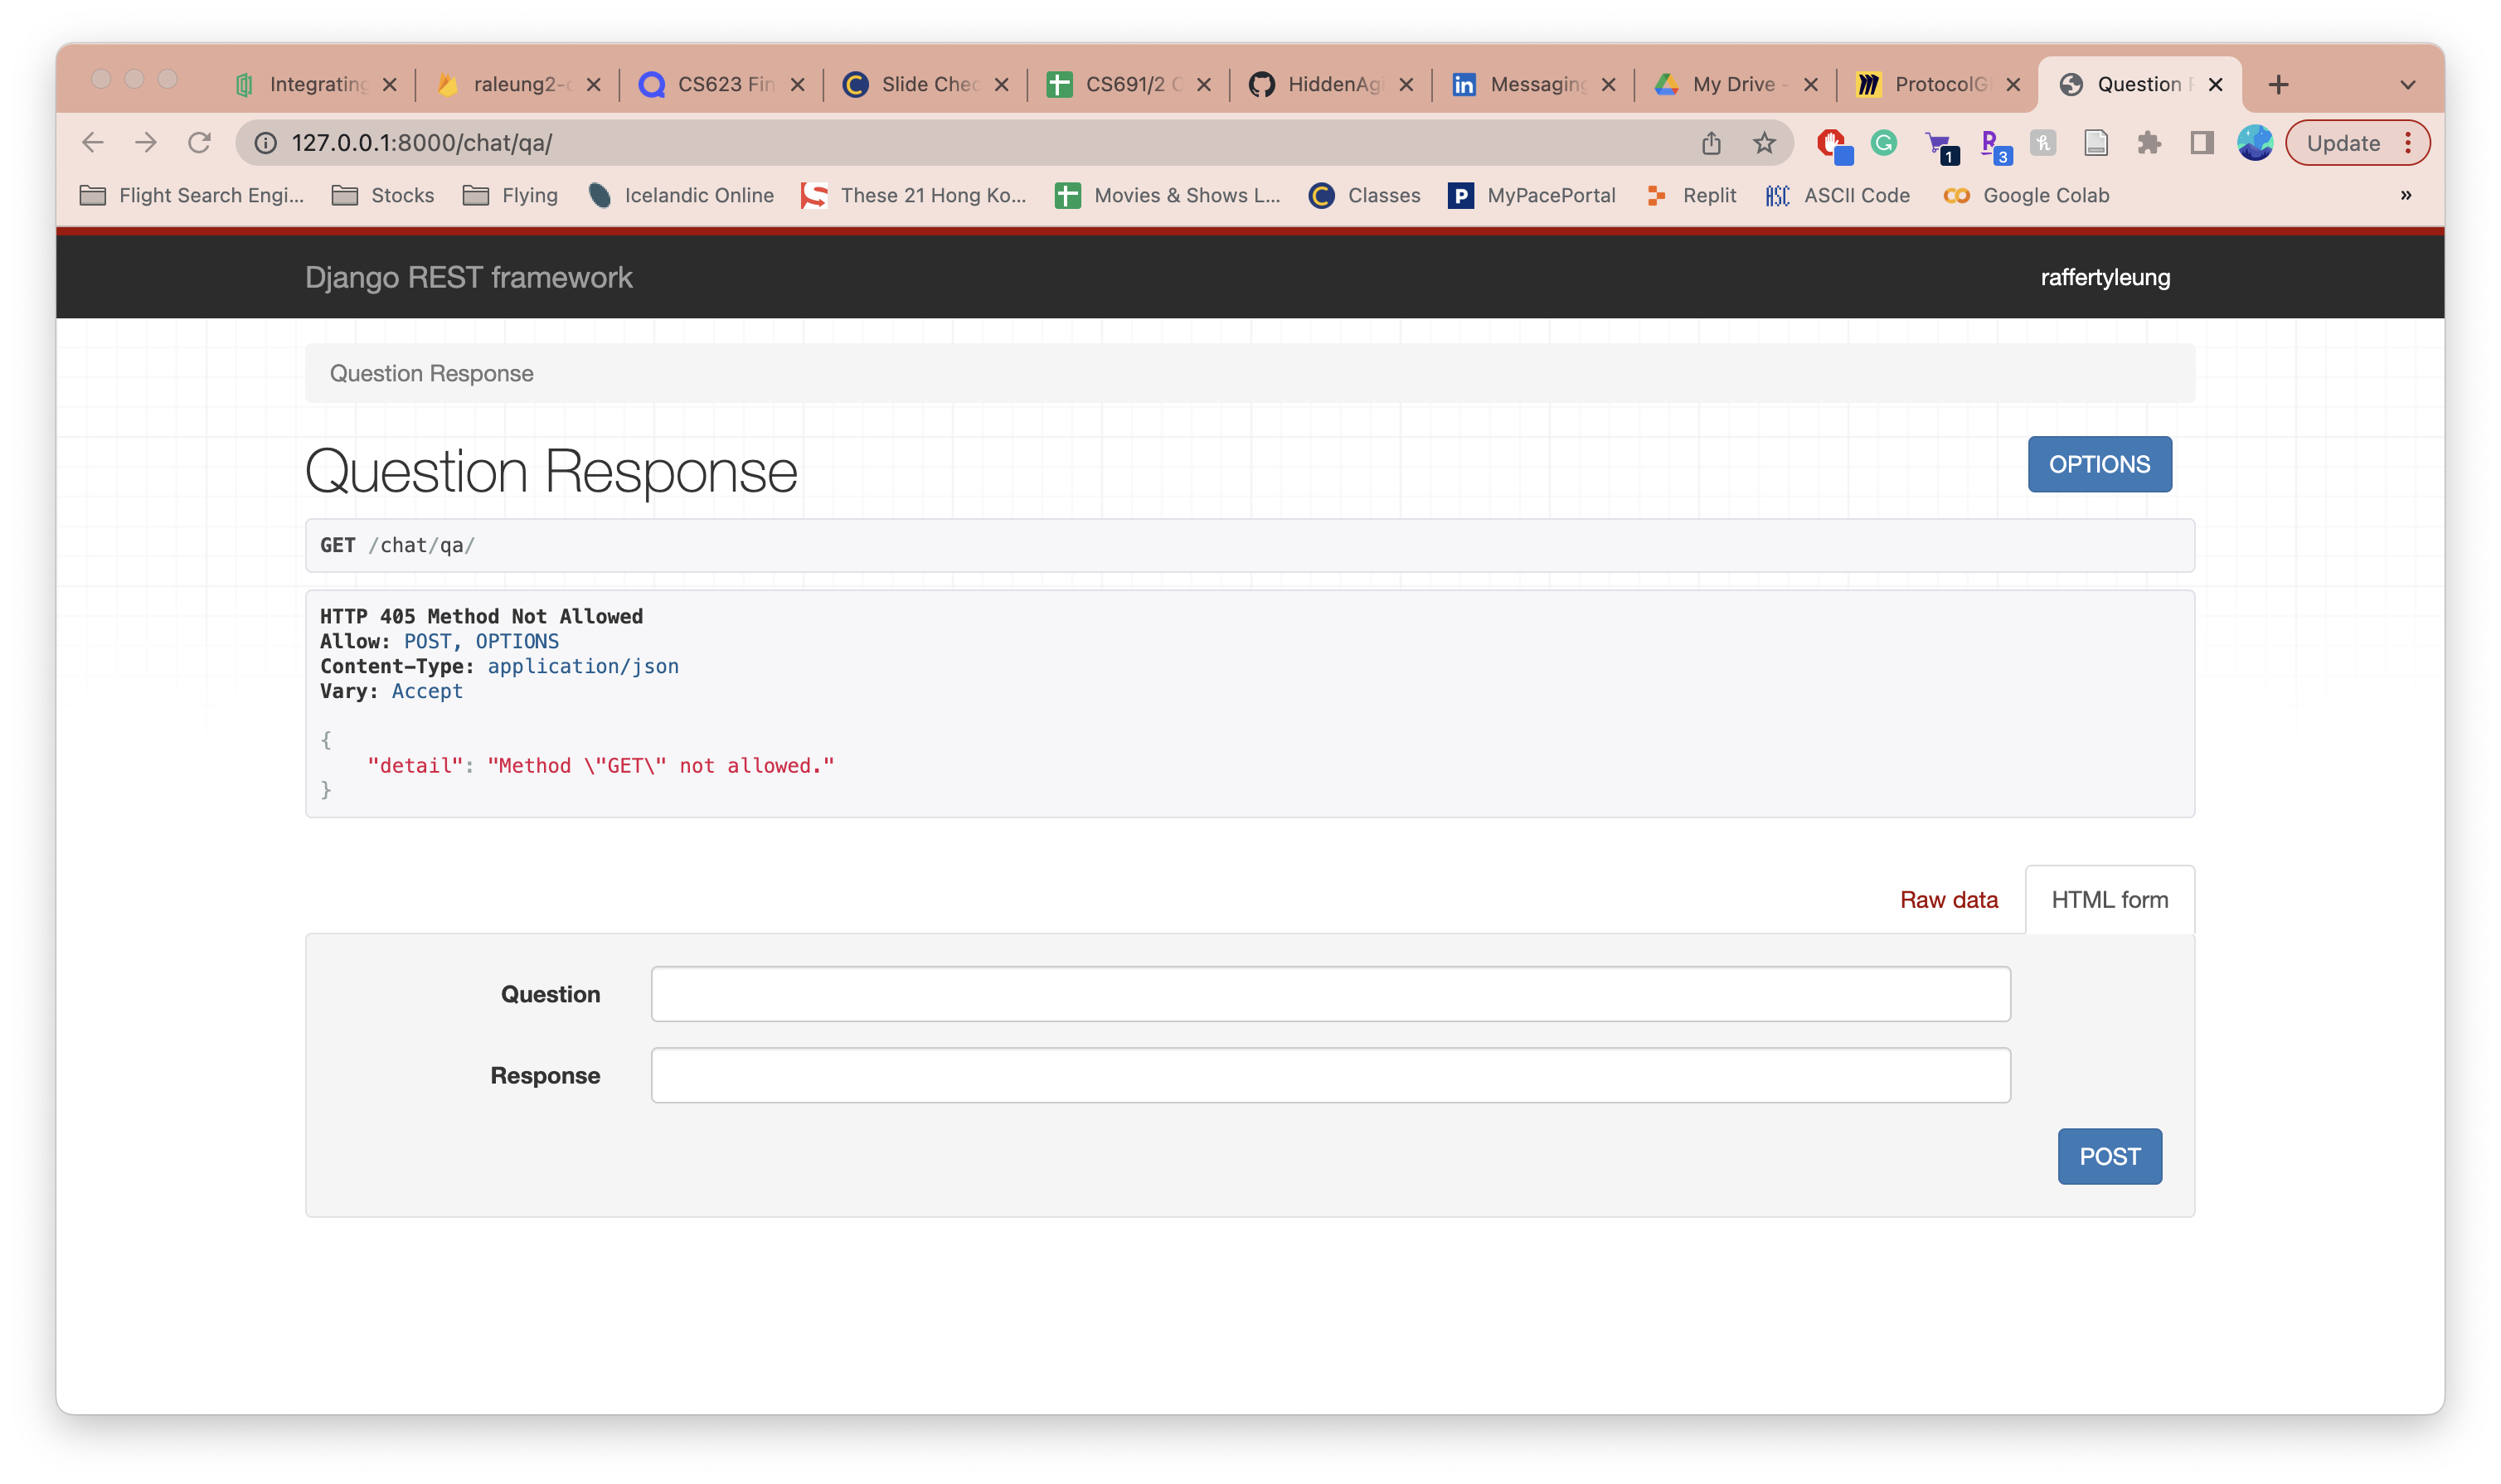 Integrating
raleung2-
CS623 Fin
Slide Chec
CS691/2
HiddenAg
Messaging
My Drive -
ProtocolG
Question
127.0.0.1:8000/chat/qa/
1
3
Update
Flight Search Engi...
Stocks
Flying
Icelandic Online
These 21 Hong Ko...
Movies & Shows L...
Classes
MyPacePortal
Replit
ASCII Code
Google Colab
»
Django REST framework
raffertyleung
Question Response
Question Response
OPTIONS
GET /chat/qa/
HTTP 405 Method Not Allowed
Allow: POST, OPTIONS
Content-Type: application/json
Vary: Accept
{
"detail": "Method \"GET\" not allowed."
}
Raw data
HTML form
Question
Response
POST